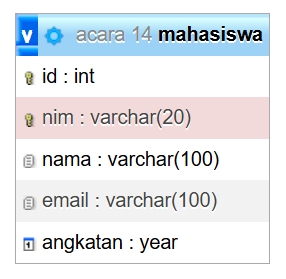 v acara 14 mahasiswa
id : int
nim : varchar(20)
nama : varchar(100)
email : varchar(100)
angkatan : year